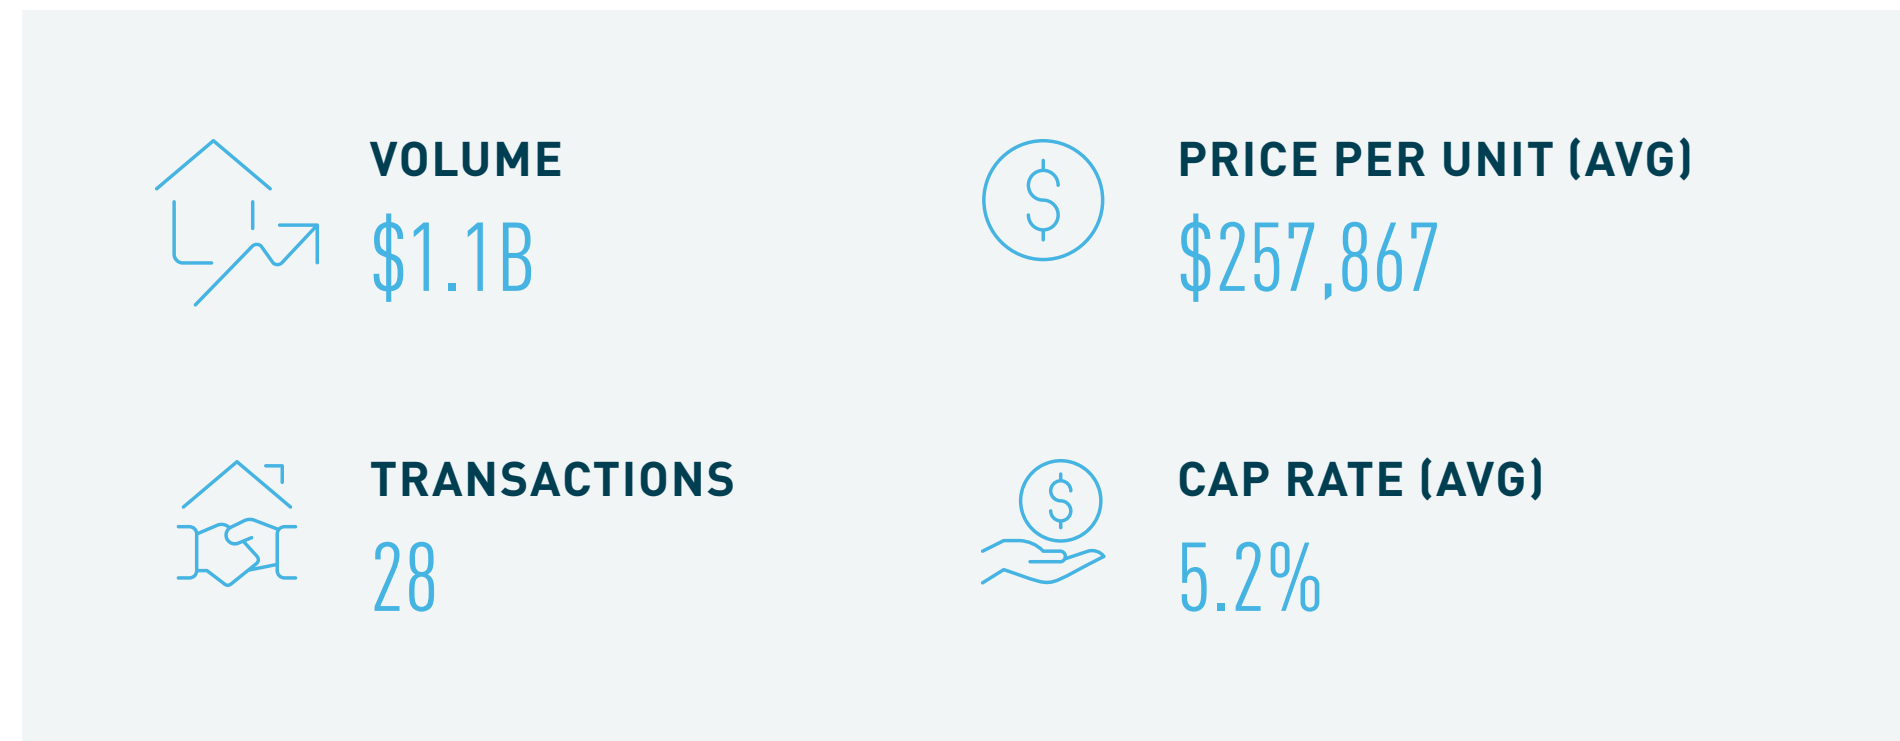 VOLUME
$1.1B
PRICE PER UNIT (AVG)
$257,867
TRANSACTIONS
28
CAP RATE (AVG)
5.2%